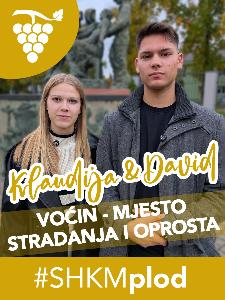 Klaudija & David
VOĆIN - MJESTO
STRADANJA I OPROSTA
#SHKMplod